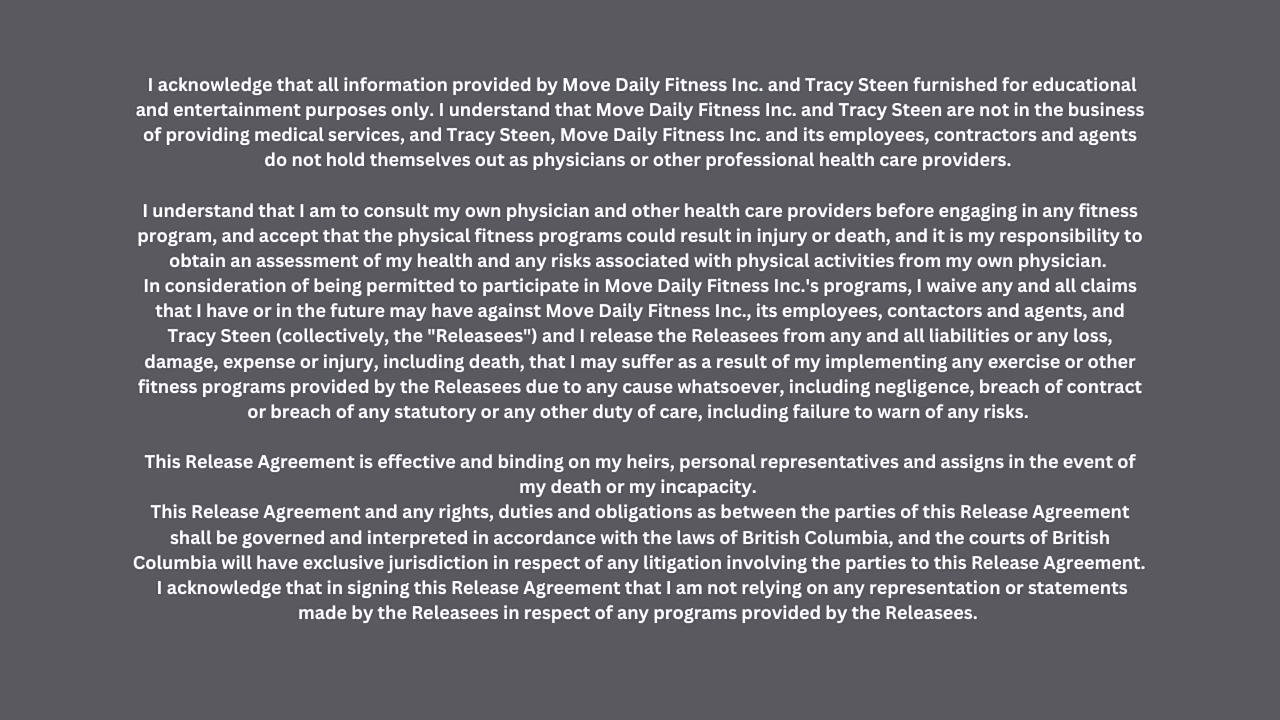 I acknowledge that all information provided by Move Daily Fitness Inc. and Tracy Steen furnished for educational
and entertainment purposes only. I understand that Move Daily Fitness Inc. and Tracy Steen are not in the business
of providing medical services, and Tracy Steen, Move Daily Fitness Inc. and its employees, contractors and agents
do not hold themselves out as physicians or other professional health care providers.
I understand that I am to consult my own physician and other health care providers before engaging in any fitness
program, and accept that the physical fitness programs could result in injury or death, and it is my responsibility to
obtain an assessment of my health and any risks associated with physical activities from my own physician.
In consideration of being permitted to participate in Move Daily Fitness Inc.'s programs, I waive any and all claims
that I have or in the future may have against Move Daily Fitness Inc., its employees, contactors and agents, and
Tracy Steen (collectively, the "Releasees") and I release the Releasees from any and all liabilities or any loss,
damage, expense or injury, including death, that I may suffer as a result of my implementing any exercise or other
fitness programs provided by the Releasees due to any cause whatsoever, including negligence, breach of contract
or breach of any statutory or any other duty of care, including failure to warn of any risks.
This Release Agreement is effective and binding on my heirs, personal representatives and assigns in the event of
my death or my incapacity.
This Release Agreement and any rights, duties and obligations as between the parties of this Release Agreement
shall be governed and interpreted in accordance with the laws of British Columbia, and the courts of British
Columbia will have exclusive jurisdiction in respect of any litigation involving the parties to this Release Agreement.
I acknowledge that in signing this Release Agreement that I am not relying on any representation or statements
made by the Releasees in respect of any programs provided by the Releasees.